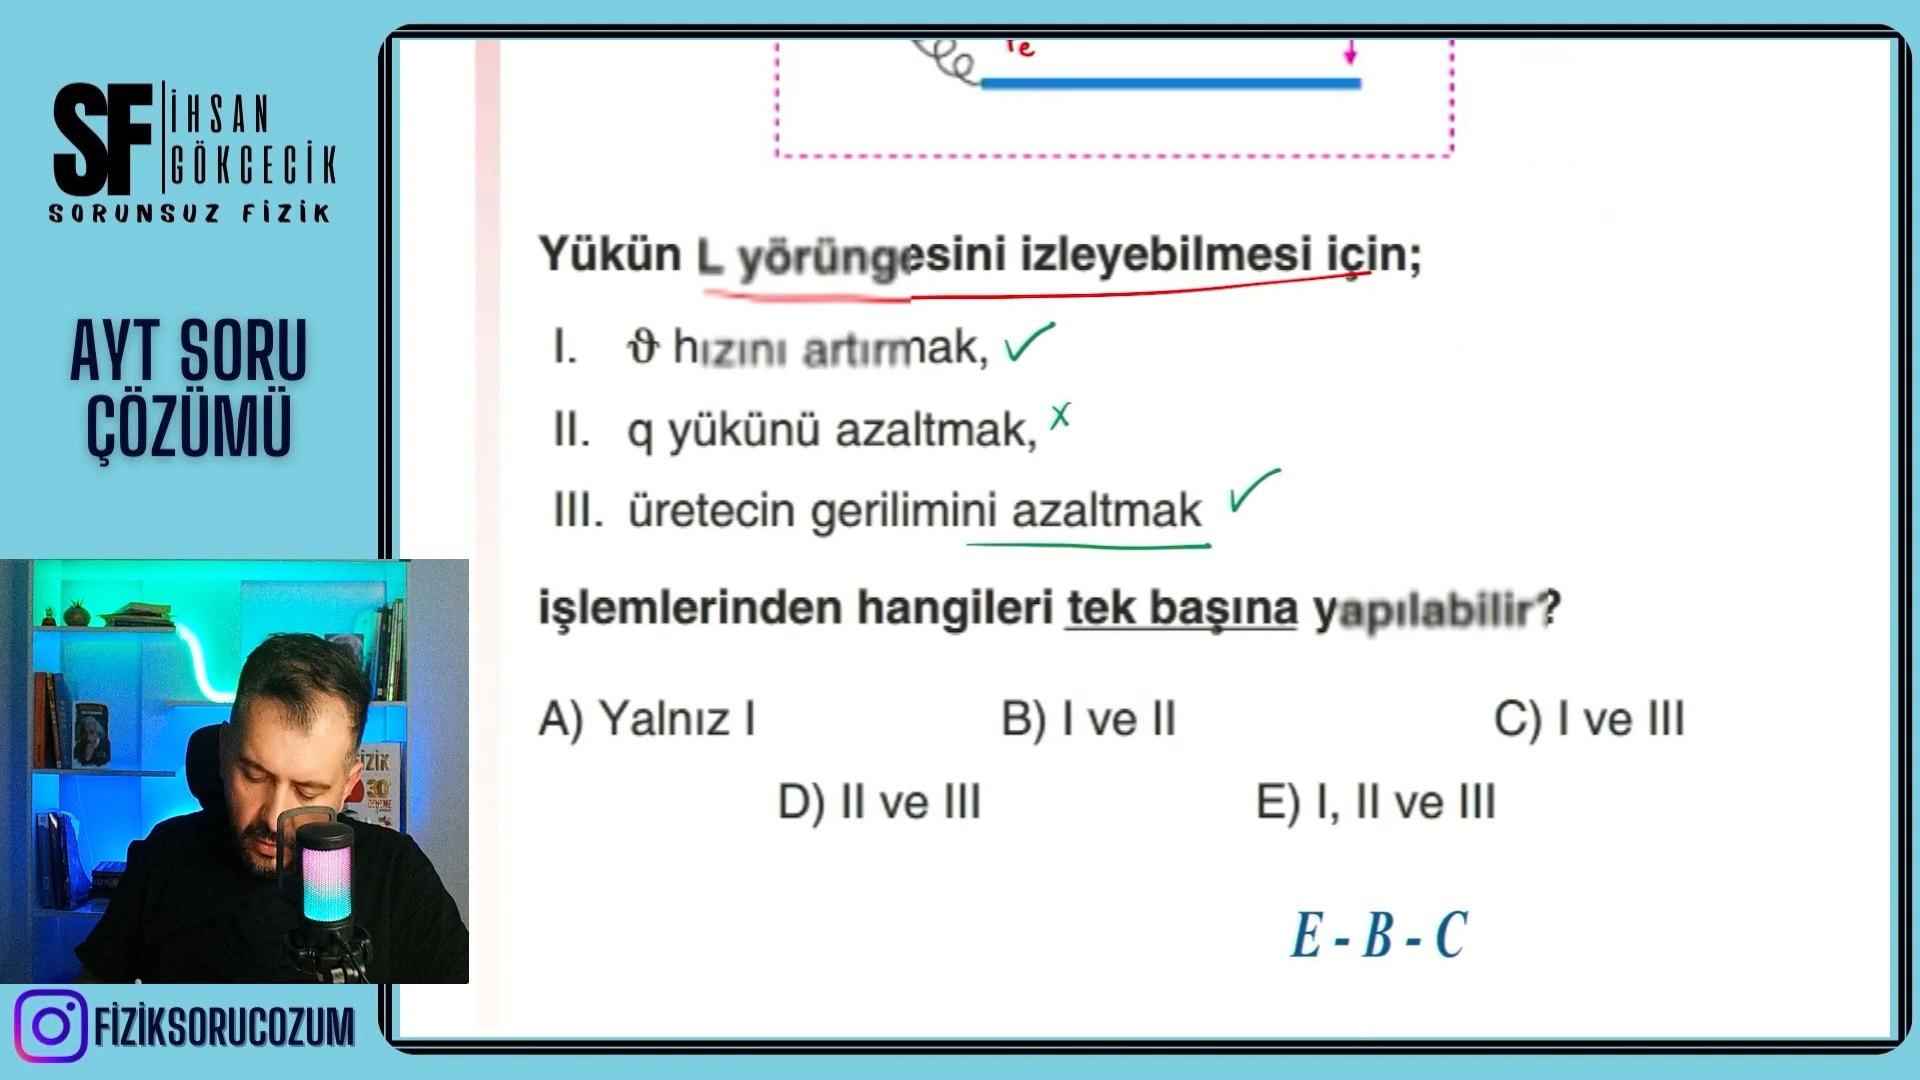 SF İHSAN
GÖKCECİK
SORUNSUZ FİZİK
AYT SORU
ÇÖZÜMÜ
Yükün L yörüngesini izleyebilmesi için;
I. ϑ hızını artırmak, ✓
II. q yükünü azaltmak, x
III. üretecin gerilimini azaltmak ✓
işlemlerinden hangileri tek başına yapılabilir?
A) Yalnız I B) I ve II C) I ve III
D) II ve III E) I, II ve III
E - B - C
FİZİKSORUCOZUM